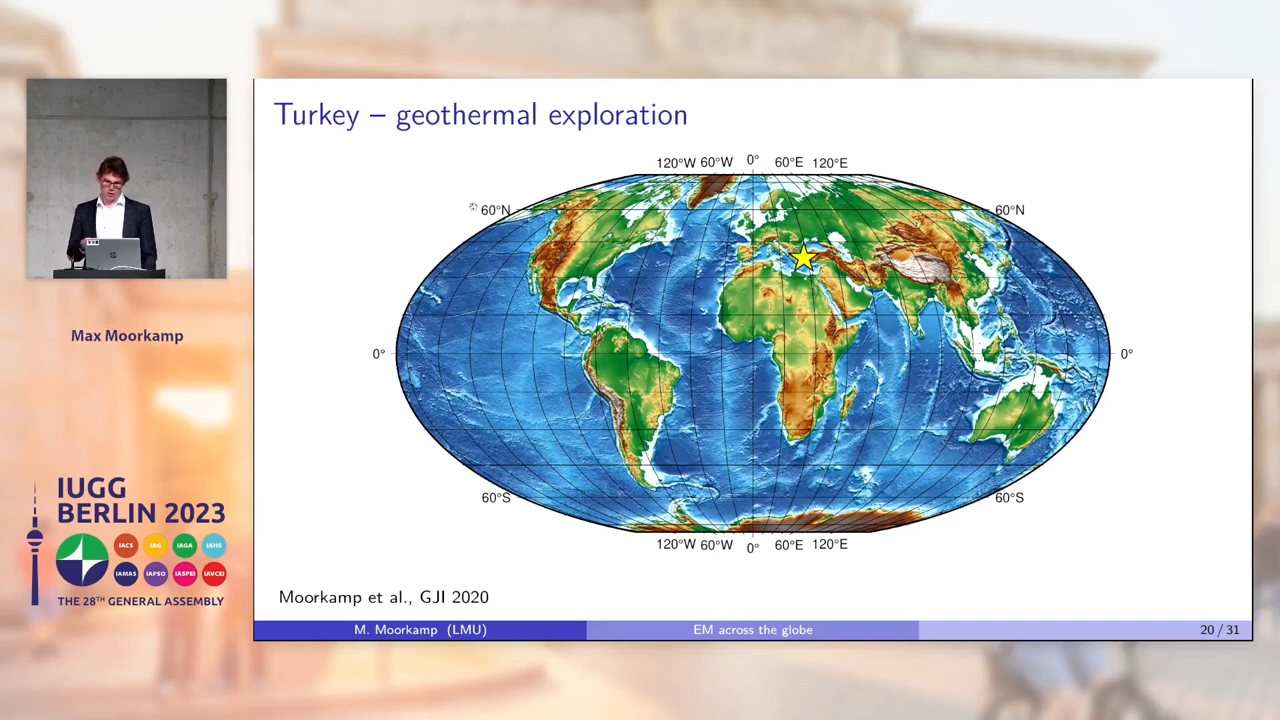 Turkey – geothermal exploration
120°W 60°W 0° 60°E 120°E
60°N 60°N
0° 0°
60°S 60°S
120°W 60°W 0° 60°E 120°E
Moorkamp et al., GJI 2020
M. Moorkamp (LMU) EM across the globe 20 / 31
hp
Max Moorkamp
IUGG
BERLIN 2023
IACS IAG IAGA IAHS
IAMAS IAPSO IASPEI IAVCEI
THE 28TH GENERAL ASSEMBLY